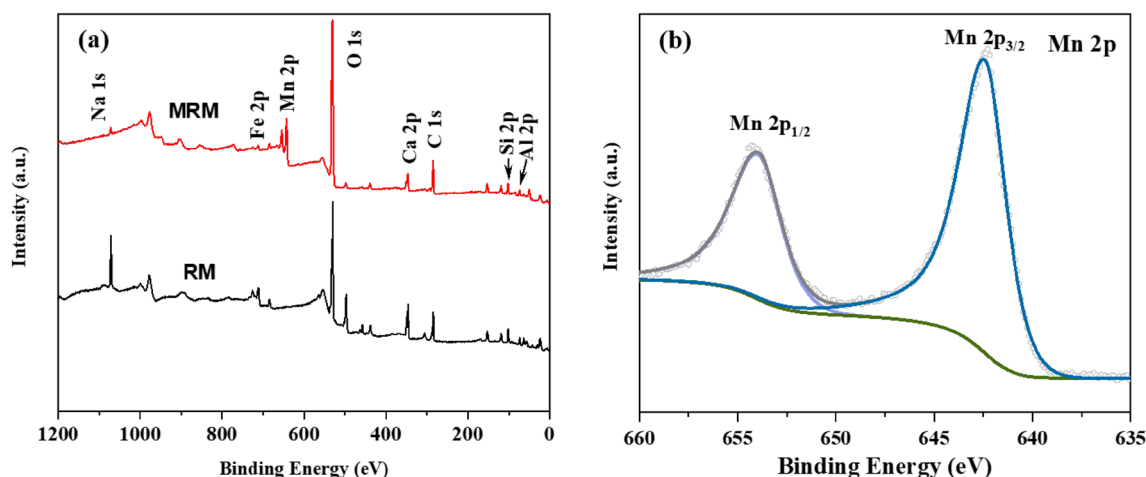 (a)
Na 1s
MRM
Fe 2p
Mn 2p
O 1s
Ca 2p
C 1s
Si 2p
Al 2p
RM
Intensity (a.u.)
1200 1000 800 600 400 200 0
Binding Energy (eV)
(b)
Mn 2p3/2
Mn 2p
Mn 2p1/2
Intensity (a.u.)
660 655 650 645 640 635
Binding Energy (eV)